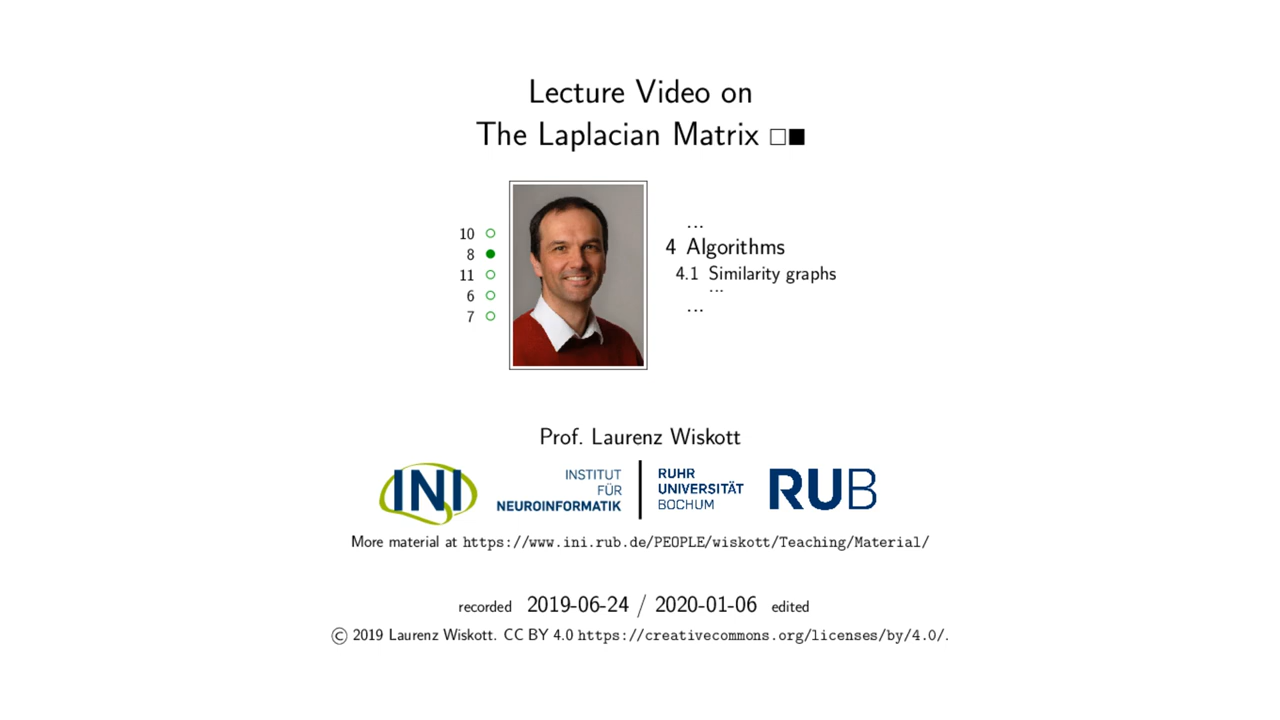 Lecture Video on
The Laplacian Matrix □■
10
8
11
6
7
...
4 Algorithms
4.1 Similarity graphs
...
...
Prof. Laurenz Wiskott
INI
INSTITUT
FÜR
NEUROINFORMATIK
RUHR
UNIVERSITÄT
BOCHUM
RUB
More material at https://www.ini.rub.de/PEOPLE/wiskott/Teaching/Material/
recorded 2019-06-24 / 2020-01-06 edited
© 2019 Laurenz Wiskott. CC BY 4.0 https://creativecommons.org/licenses/by/4.0/.